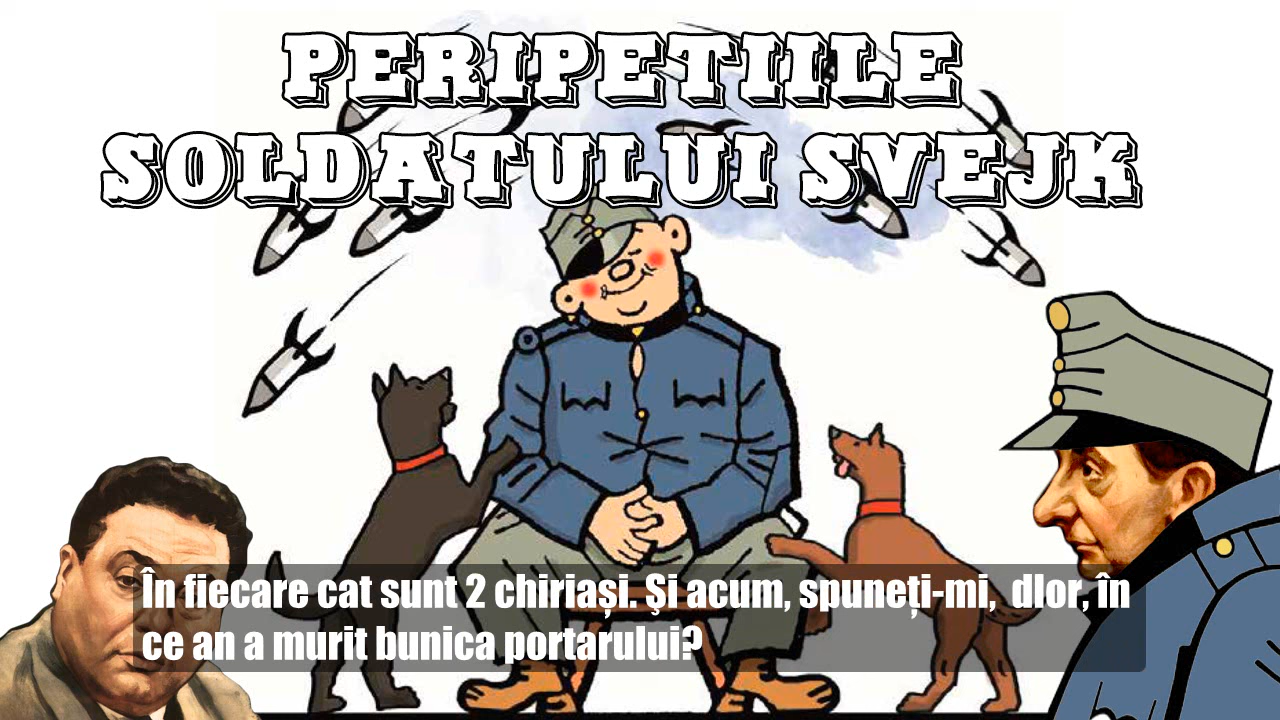 PERIPETIILE
SOLDATULUI SVEJK
În fiecare cat sunt 2 chiriași. Şi acum, spuneți-mi,  dlor, în
ce an a murit bunica portarului?